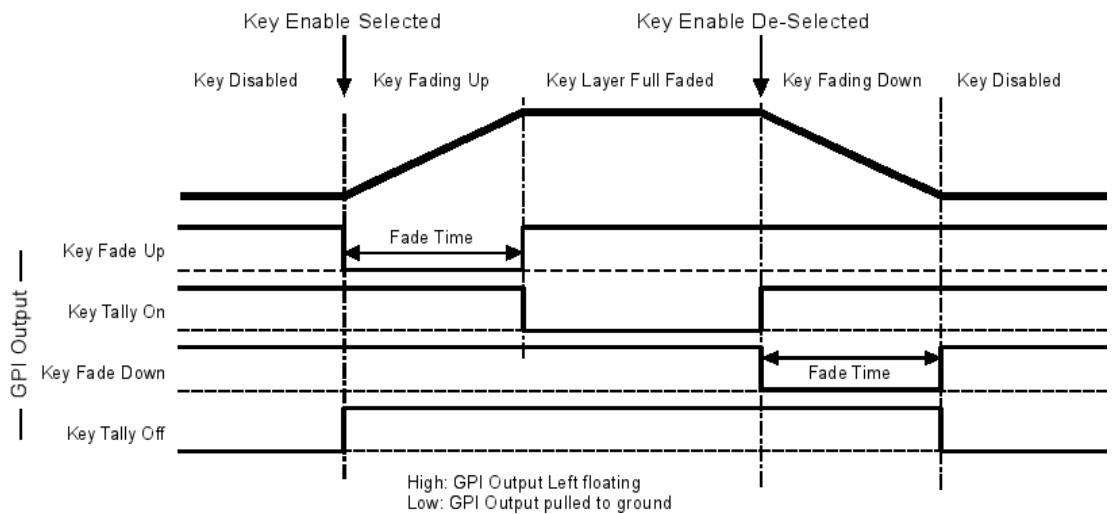 Key Enable Selected
Key Enable De-Selected
Key Disabled
Key Fading Up
Key Layer Full Faded
Key Fading Down
Key Disabled
Key Fade Up
Fade Time
Key Tally On
Key Fade Down
Fade Time
Key Tally Off
GPI Output
High: GPI Output Left floating
Low: GPI Output pulled to ground